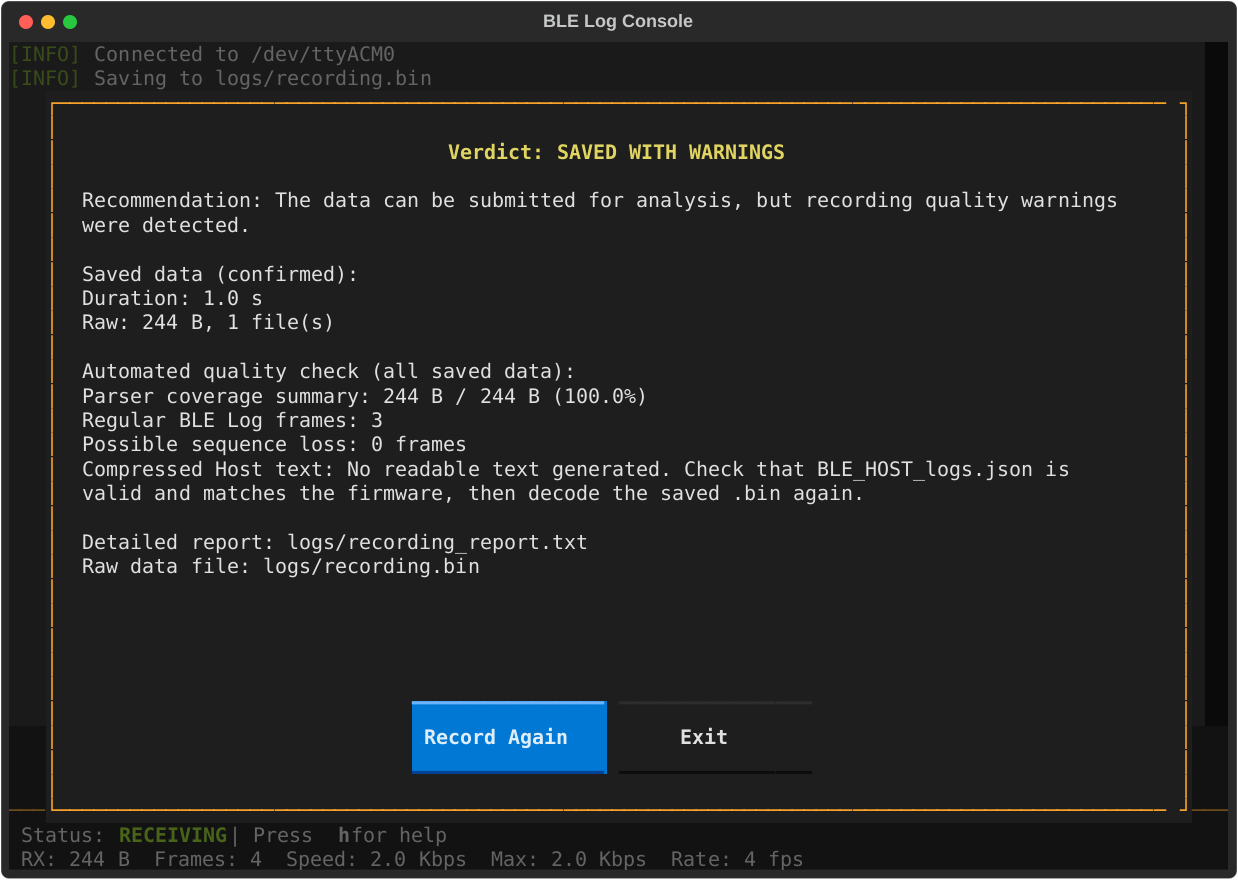 BLE Log Console
[INFO] Connected to /dev/ttyACM0
[INFO] Saving to logs/recording.bin
Verdict: SAVED WITH WARNINGS
Recommendation: The data can be submitted for analysis, but recording quality warnings
were detected.
Saved data (confirmed):
Duration: 1.0 s
Raw: 244 B, 1 file(s)
Automated quality check (all saved data):
Parser coverage summary: 244 B / 244 B (100.0%)
Regular BLE Log frames: 3
Possible sequence loss: 0 frames
Compressed Host text: No readable text generated. Check that BLE_HOST_logs.json is
valid and matches the firmware, then decode the saved .bin again.
Detailed report: logs/recording_report.txt
Raw data file: logs/recording.bin
Record Again Exit
Status: RECEIVING| Press hfor help
RX: 244 B Frames: 4 Speed: 2.0 Kbps Max: 2.0 Kbps Rate: 4 fps